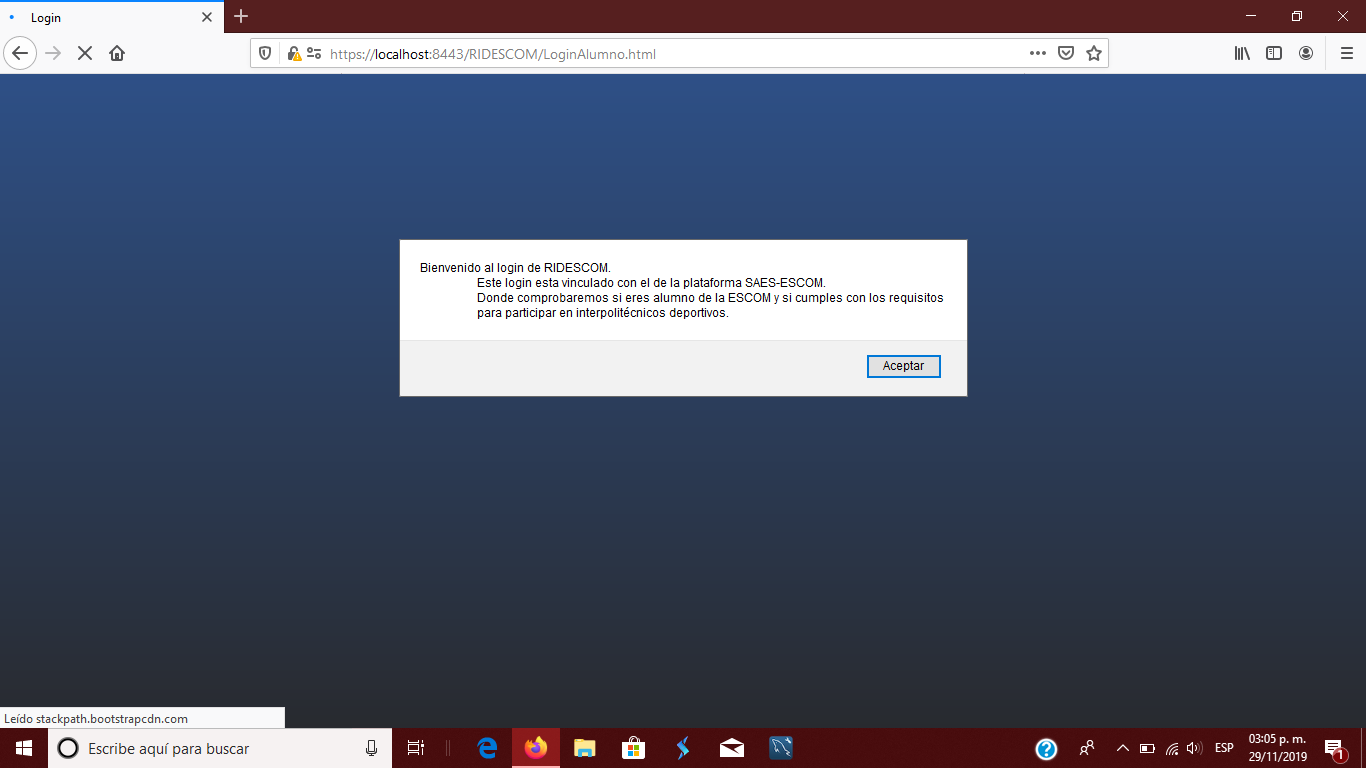 Login
https://localhost:8443/RIDESCOM/LoginAlumno.html
Bienvenido al login de RIDESCOM.
Este login esta vinculado con el de la plataforma SAES-ESCOM.
Donde comprobaremos si eres alumno de la ESCOM y si cumples con los requisitos
para participar en interpolitécnicos deportivos.
Aceptar
Leído stackpath.bootstrapcdn.com
Escribe aquí para buscar
ESP
03:05 p. m.
29/11/2019
1